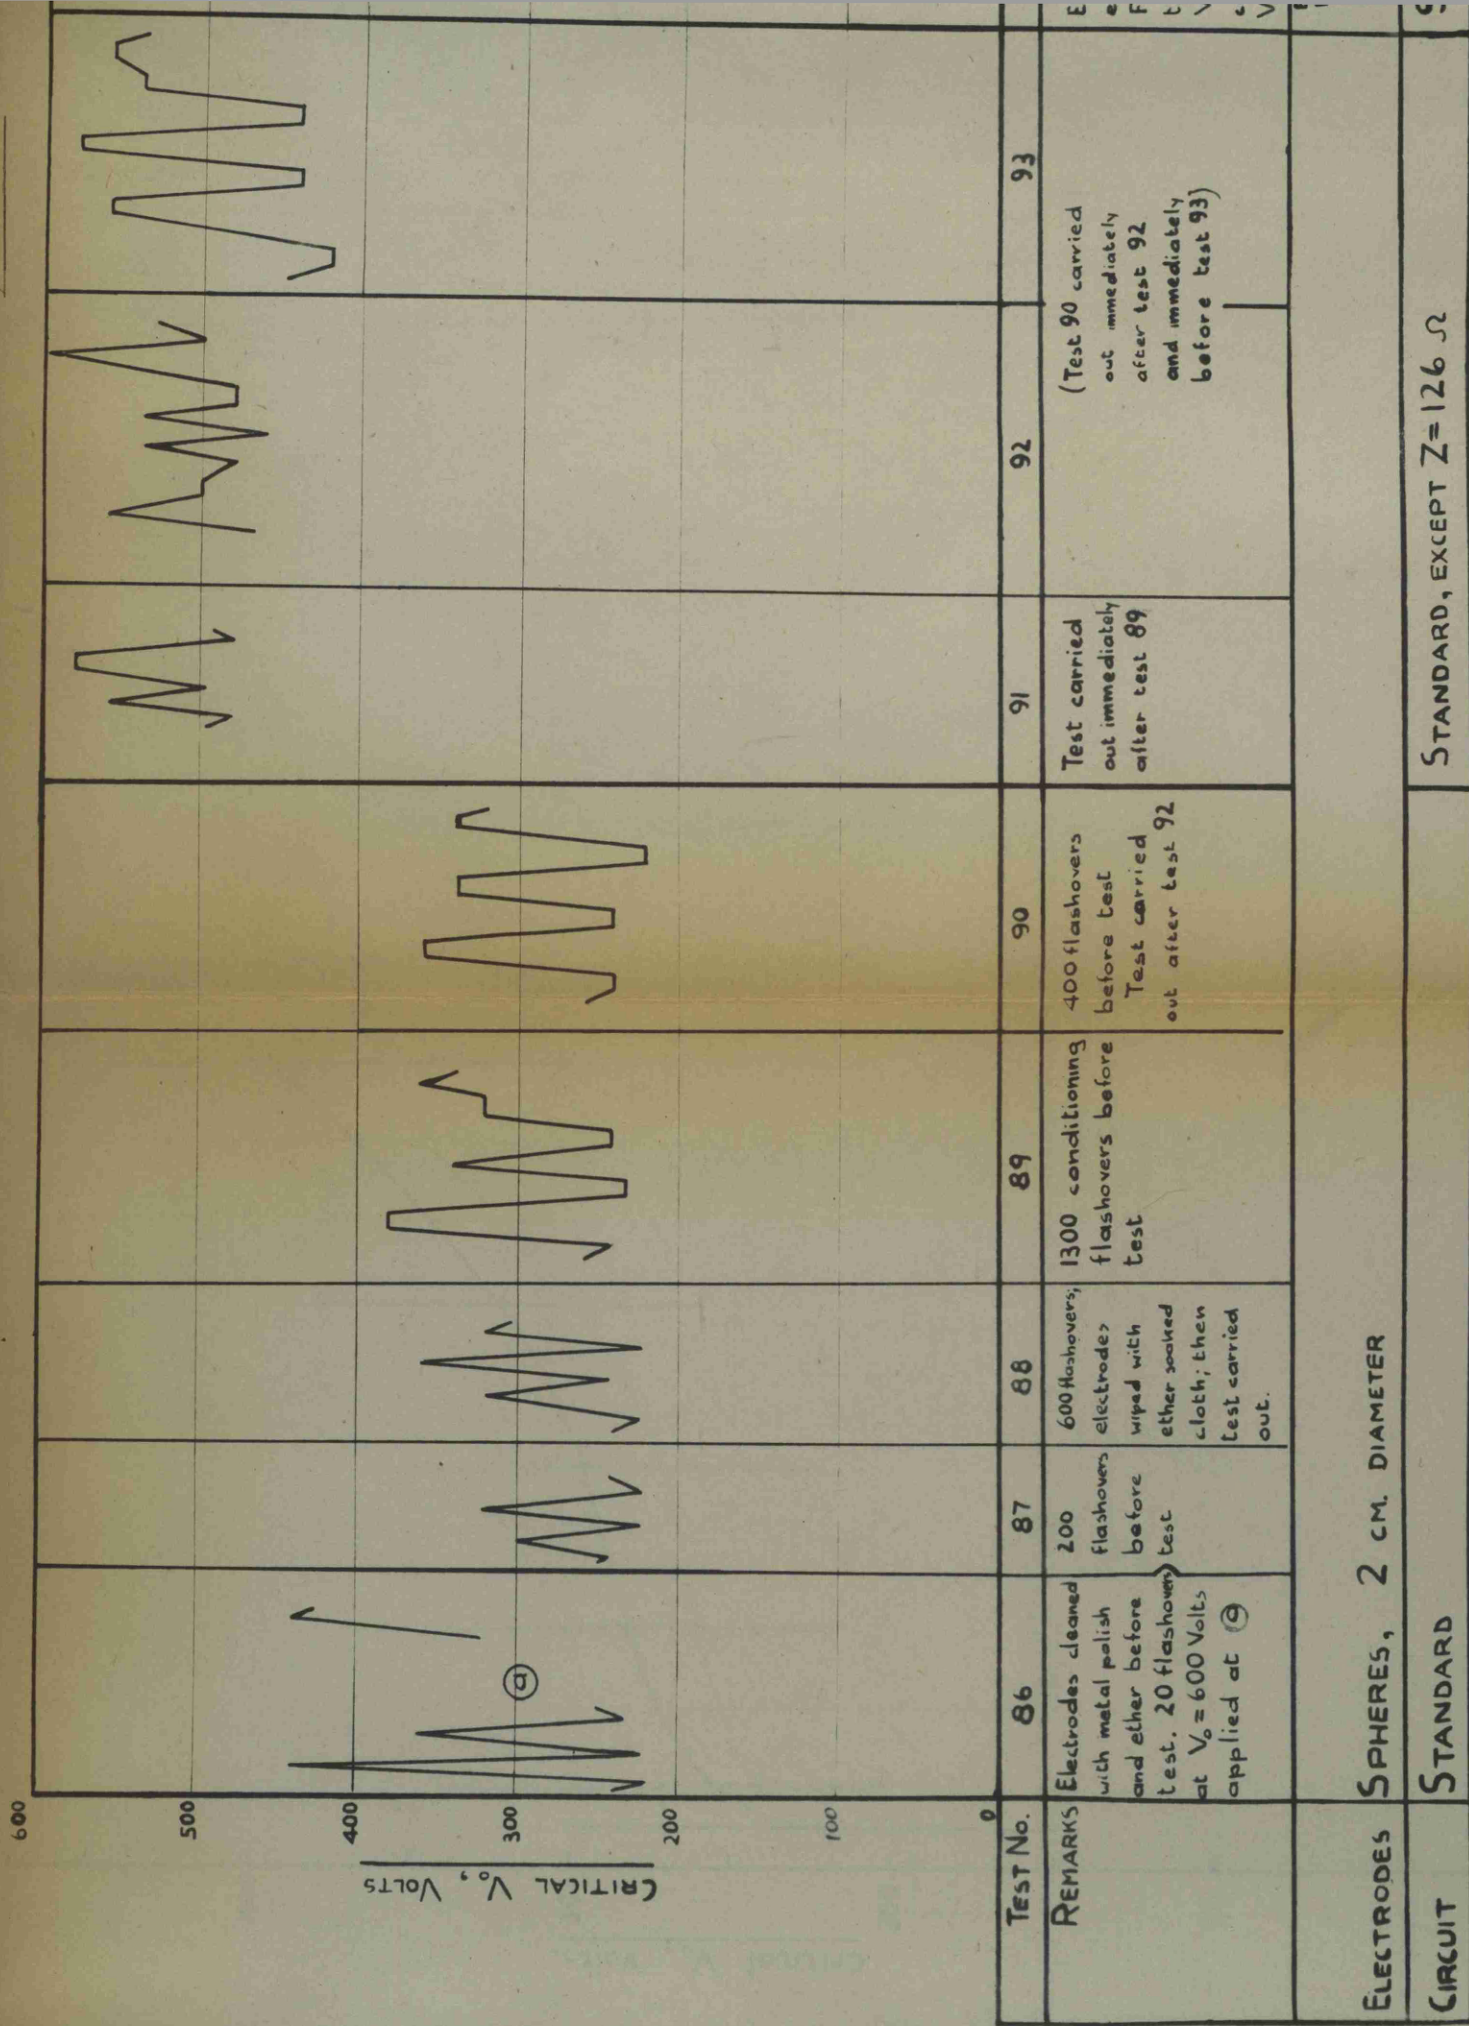 600
500
400
300
200
100
0
CRITICAL V₀, VOLTS
ⓐ
TEST No.
86
87
88
89
90
91
92
93
REMARKS
Electrodes cleaned
with metal polish
and ether before
test. 20 flashovers)
at V₀ = 600 Volts
applied at ⓐ
200
flashovers
before
test
600 flashovers;
electrodes
wiped with
ether soaked
cloth; then
test carried
out.
1300 conditioning
flashovers before
test
400 flashovers
before test
Test carried
out after test 92
Test carried
out immediately
after test 89
(Test 90 carried
out immediately
after test 92
and immediately
before test 93)
E
e
F
t
ELECTRODES
SPHERES, 2 CM. DIAMETER
CIRCUIT
STANDARD
STANDARD, EXCEPT Z=126 Ω